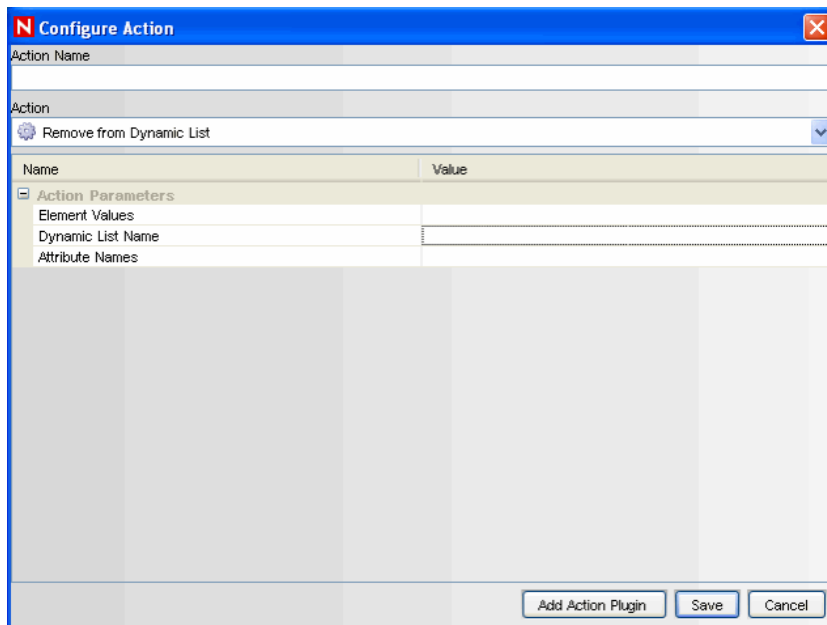 N Configure Action
Action Name
Action
Remove from Dynamic List
Name Value
Action Parameters
Element Values
Dynamic List Name
Attribute Names
Add Action Plugin Save Cancel